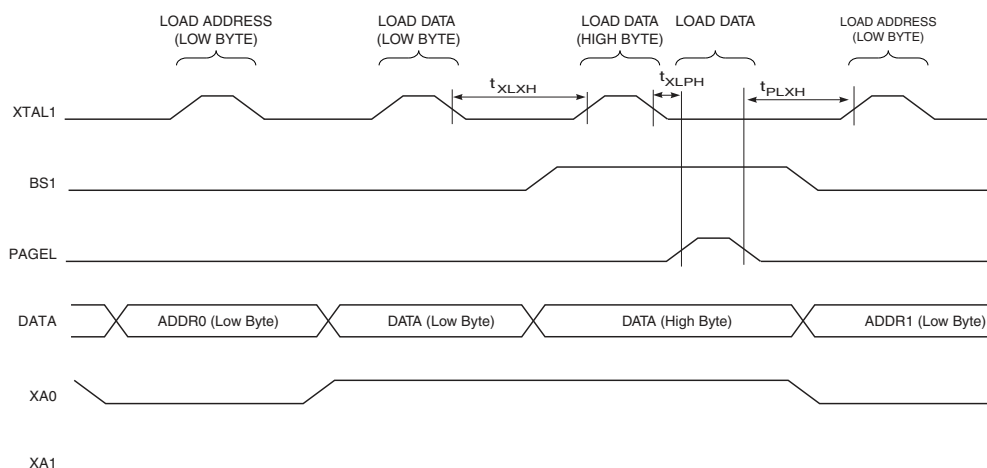 LOAD ADDRESS
(LOW BYTE)
LOAD DATA
(LOW BYTE)
LOAD DATA
(HIGH BYTE)
LOAD DATA
LOAD ADDRESS
(LOW BYTE)
tXLXH
tXLPH
tPLXH
XTAL1
BS1
PAGEL
DATA
ADDR0 (Low Byte)
DATA (Low Byte)
DATA (High Byte)
ADDR1 (Low Byte)
XA0
XA1